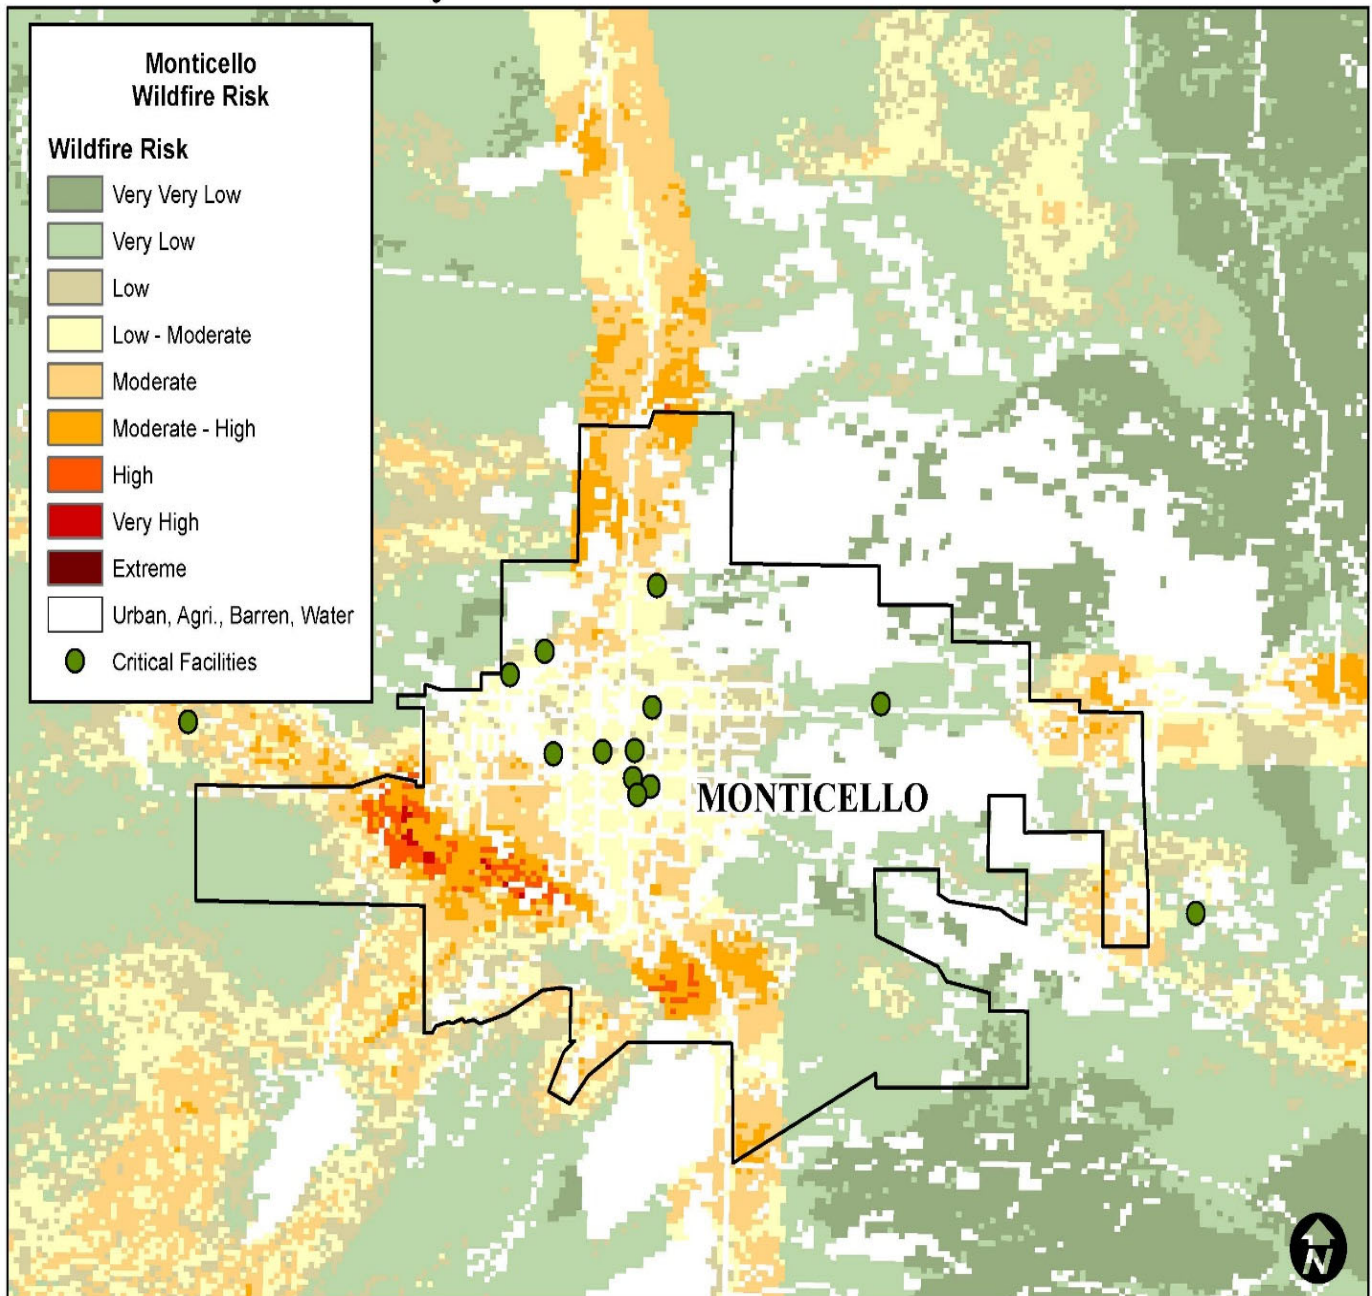 Monticello
Wildfire Risk
Wildfire Risk
Very Very Low
Very Low
Low
Low - Moderate
Moderate
Moderate - High
High
Very High
Extreme
Urban, Agri., Barren, Water
Critical Facilities
MONTICELLO
N